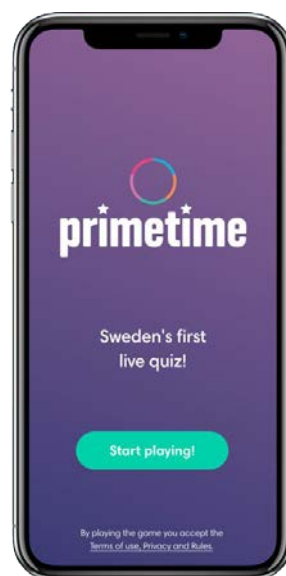 primetime
Sweden's first
live quiz!
Start playing!
By playing the game you accept the
Terms of use, Privacy and Rules.